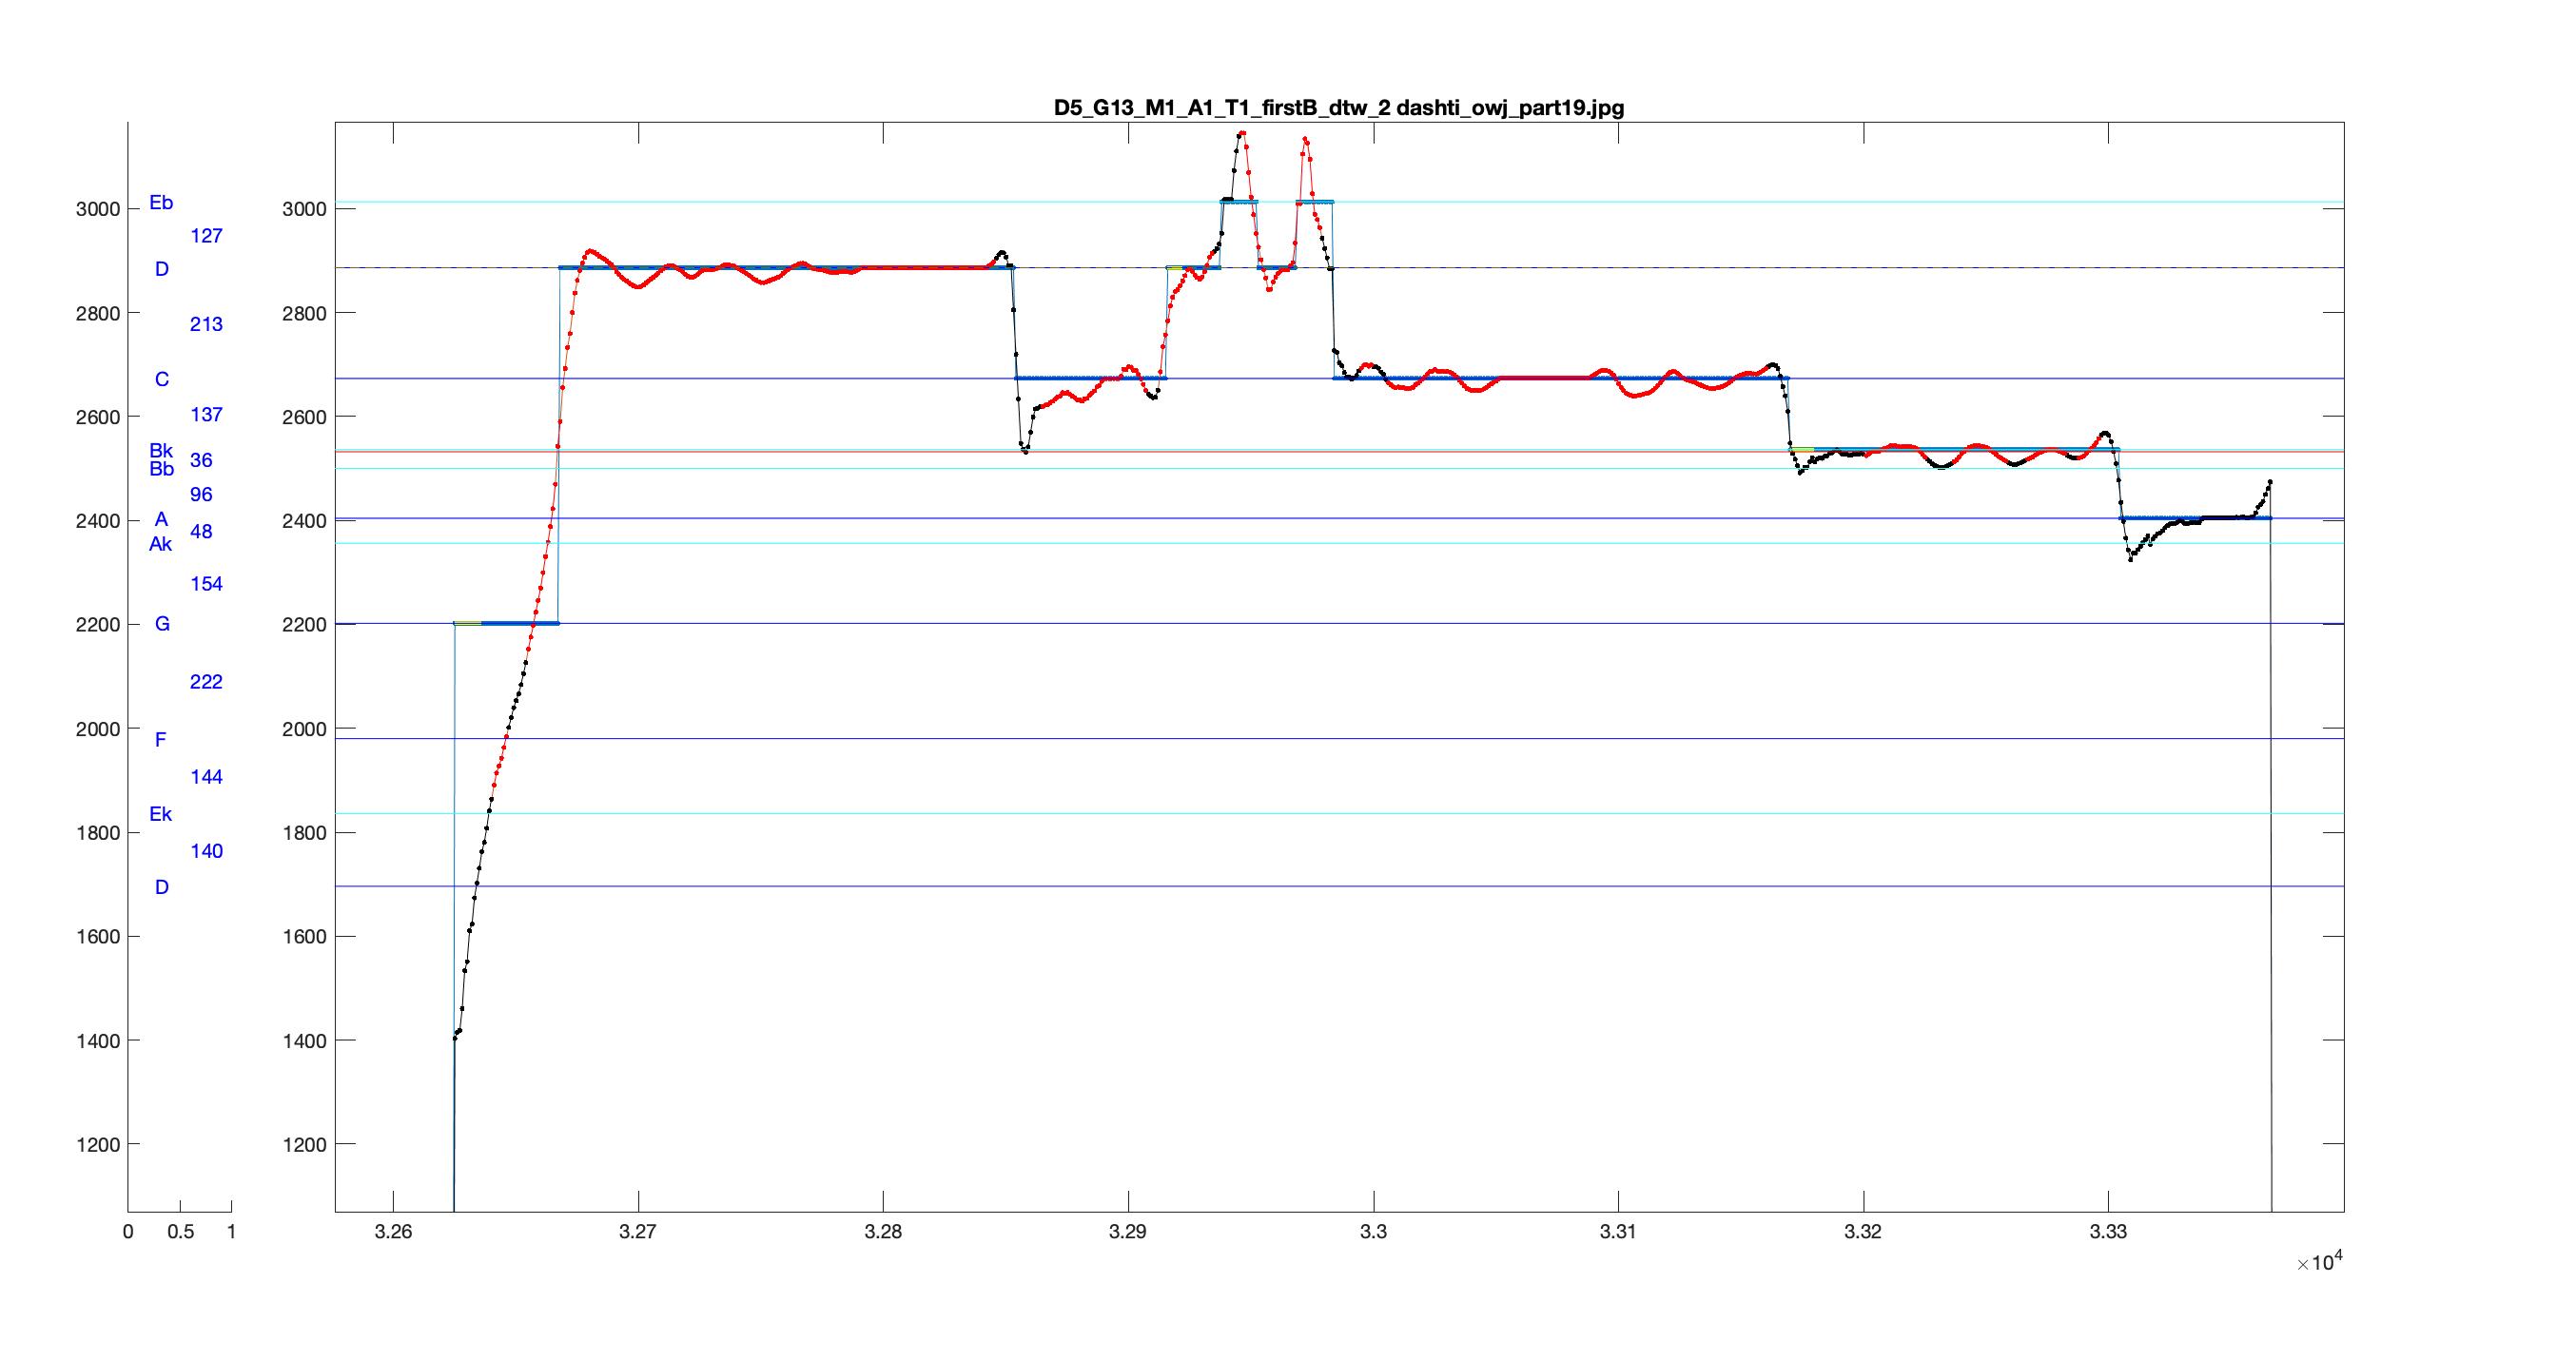 D5_G13_M1_A1_T1_firstB_dtw_2 dashti_owj_part19.jpg
3000 Eb 3000
127
D
2800 213 2800
C
2600 137 2600
Bk 36
Bb
96
2400 A 2400
48
Ak
154
2200 G 2200
222
2000 F 2000
144
1800 Ek 1800
140
D
1600 1600
1400 1400
1200 1200
0 0.5 1 3.26 3.27 3.28 3.29 3.3 3.31 3.32 3.33
×10⁴